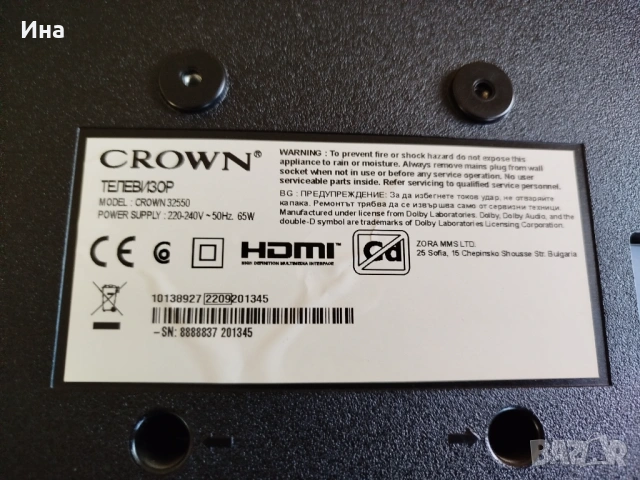 Ина
CROWN®
ТЕЛЕВИЗОР
MODEL : CROWN 32550
POWER SUPPLY : 220-240V ~ 50Hz. 65W
WARNING : To prevent fire or shock hazard do not expose this
appliance to rain or moisture. Always remove mains plug from wall
socket when not in use or before any service operation. No user
serviceable parts inside. Refer servicing to qualified service personnel.
BG : ПРЕДУПРЕЖДЕНИЕ: За да избегнете токов удар, не отваряйте
капака. Ремонтът трябва да се извършва само от сервизни техници.
Manufactured under license from Dolby Laboratories. Dolby, Dolby Audio, and the
double-D symbol are trademarks of Dolby Laboratories Licensing Corporation.
CE
HDMI™
HIGH DEFINITION MULTIMEDIA INTERFACE
Cd
ZORA MMS LTD.
25 Sofia, 15 Chepinsko Shousse Str. Bulgaria
10138927 2209 201345
-SN: 8888837 201345
BAZAR